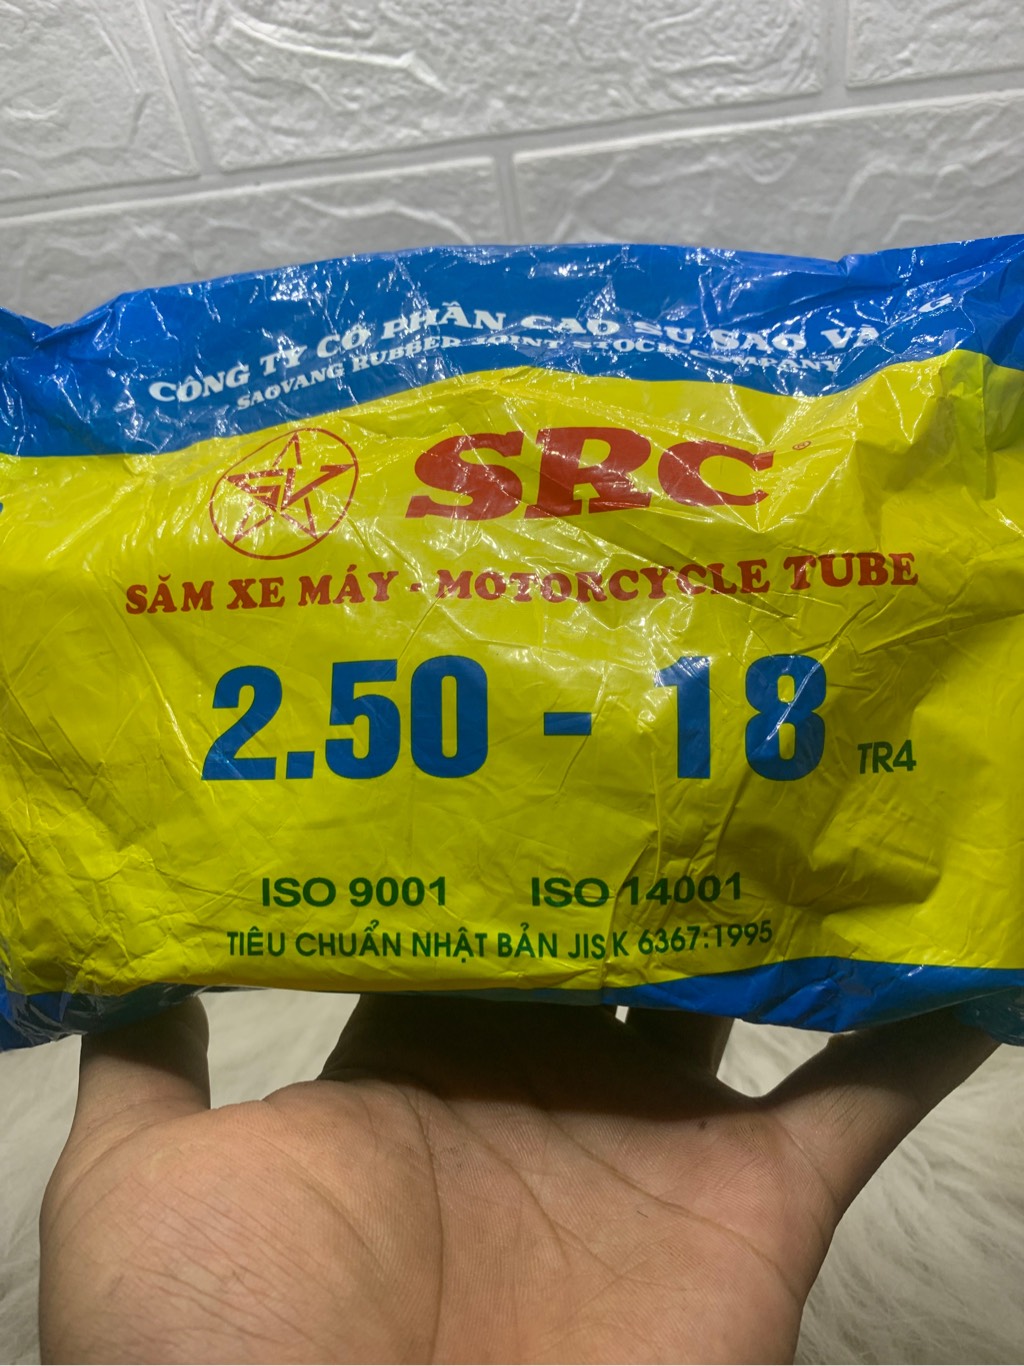 CÔNG TY CỔ PHẦN CAO SU SAO VÀNG
SAOVANG RUBBER JOINT STOCK COMPANY
SRC®
SĂM XE MÁY - MOTORCYCLE TUBE
2.50 - 18 TR4
ISO 9001 ISO 14001
TIÊU CHUẨN NHẬT BẢN JIS K 6367:1995